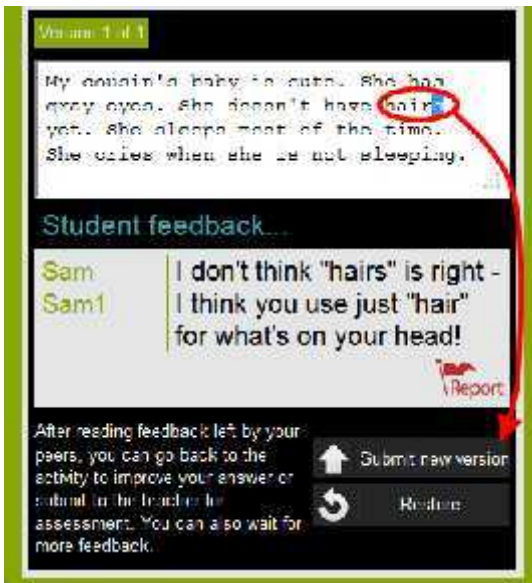 Version 1 of 1
My cousin's baby is cute. She has
gray eyes. She doesn't have hairs
yet. She sleeps most of the time.
She cries when she is not sleeping.
Student feedback...
Sam
Sam1
I don't think "hairs" is right -
I think you use just "hair"
for what's on your head!
Report
After reading feedback left by your
peers, you can go back to the
activity to improve your answer or
submit to the teacher for
assessment. You can also wait for
more feedback.
Submit new version
Restore